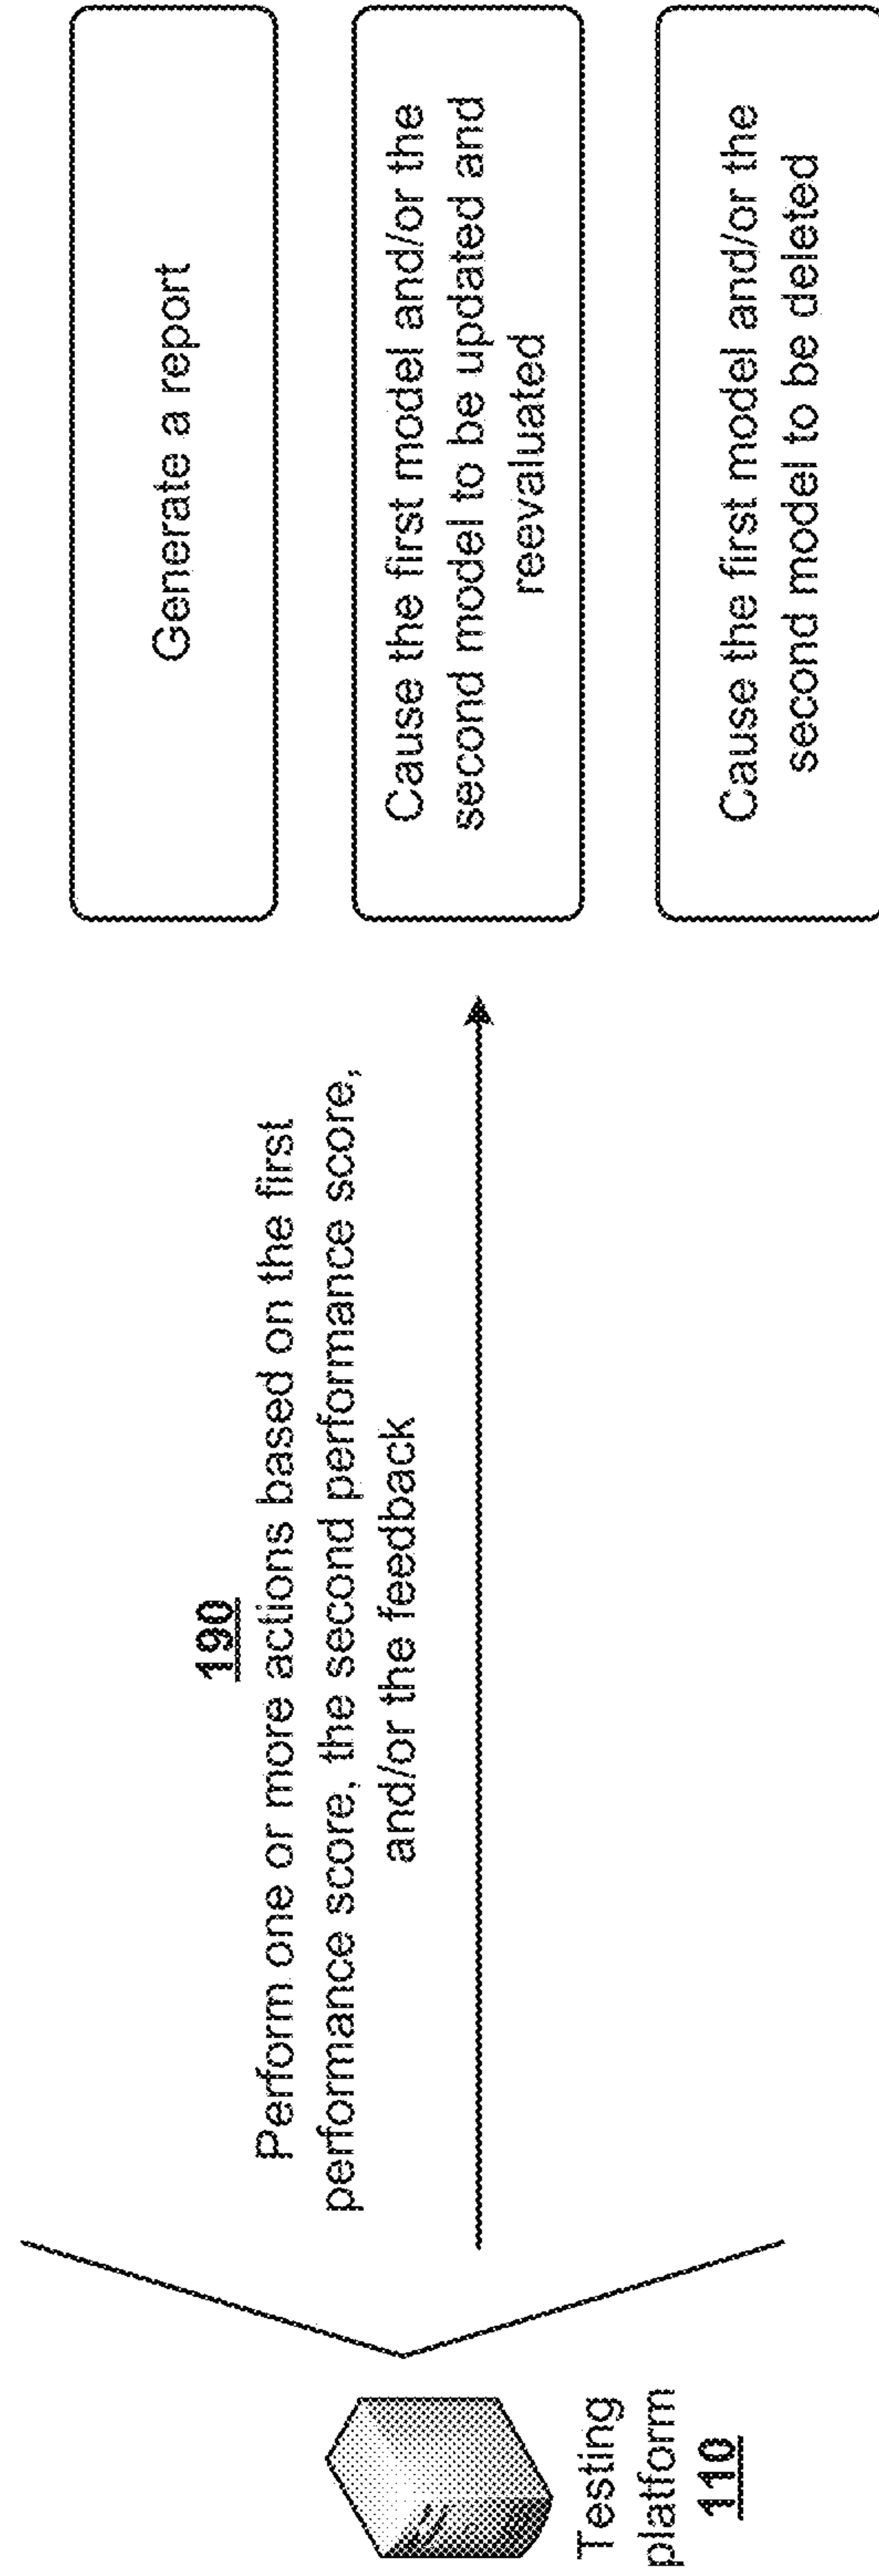 Testing
platform
110
190
Perform one or more actions based on the first
performance score, the second performance score,
and/or the feedback
Generate a report
Cause the first model and/or the
second model to be updated and
reevaluated
Cause the first model and/or the
second model to be deleted